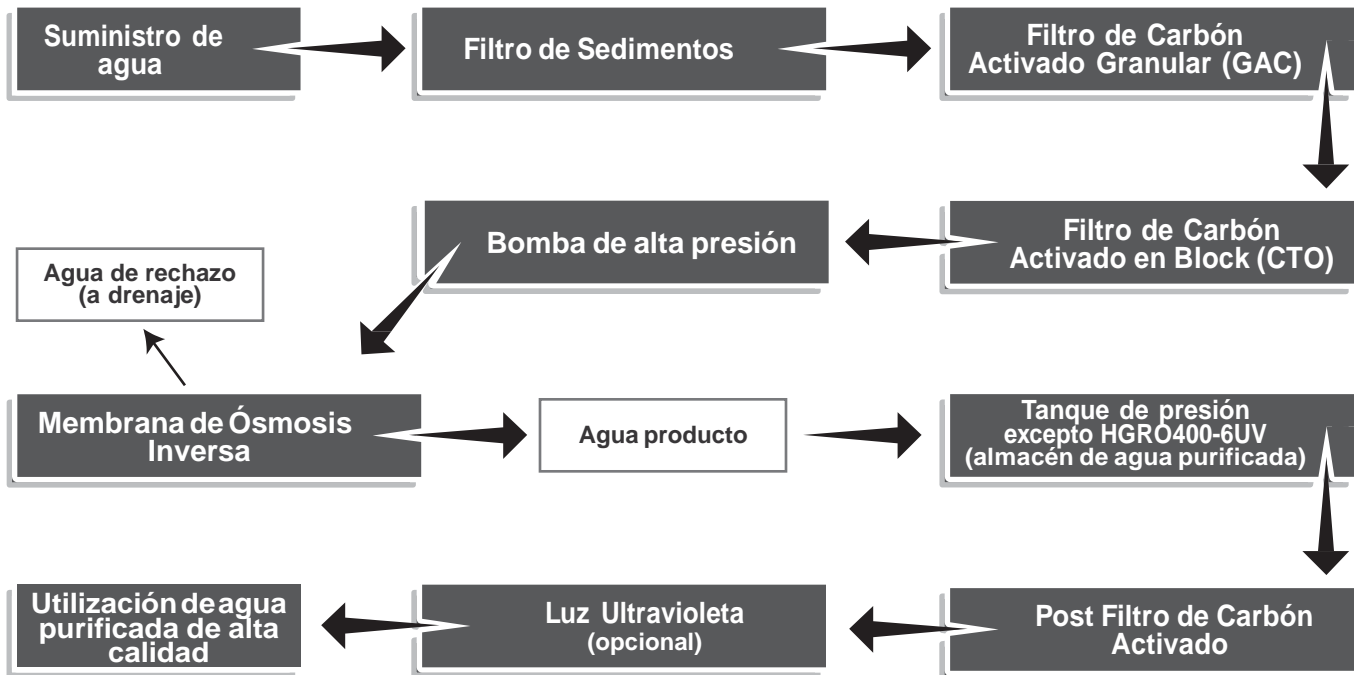 Suministro de
agua
Filtro de Sedimentos
Filtro de Carbón
Activado Granular (GAC)
Filtro de Carbón
Activado en Block (CTO)
Bomba de alta presión
Agua de rechazo
(a drenaje)
Membrana de Ósmosis
Inversa
Agua producto
Tanque de presión
excepto HGRO400-6UV
(almacén de agua purificada)
Post Filtro de Carbón
Activado
Luz Ultravioleta
(opcional)
Utilización de agua
purificada de alta
calidad